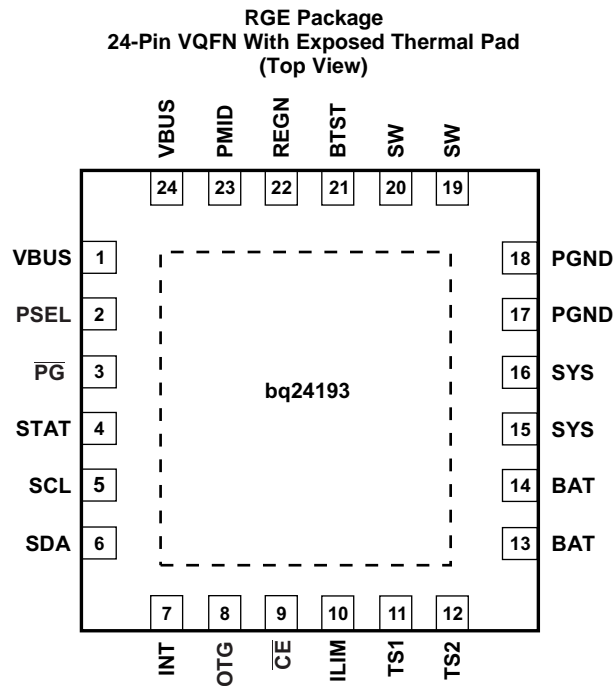 RGE Package
24-Pin VQFN With Exposed Thermal Pad
(Top View)
VBUS
PMID
REGN
BTST
SW
SW
24
23
22
21
20
19
VBUS 1
18 PGND
PSEL 2
17 PGND
P̅G̅ 3
16 SYS
bq24193
STAT 4
15 SYS
SCL 5
14 BAT
SDA 6
13 BAT
7
8
9
10
11
12
INT
OTG
C̅E̅
ILIM
TS1
TS2